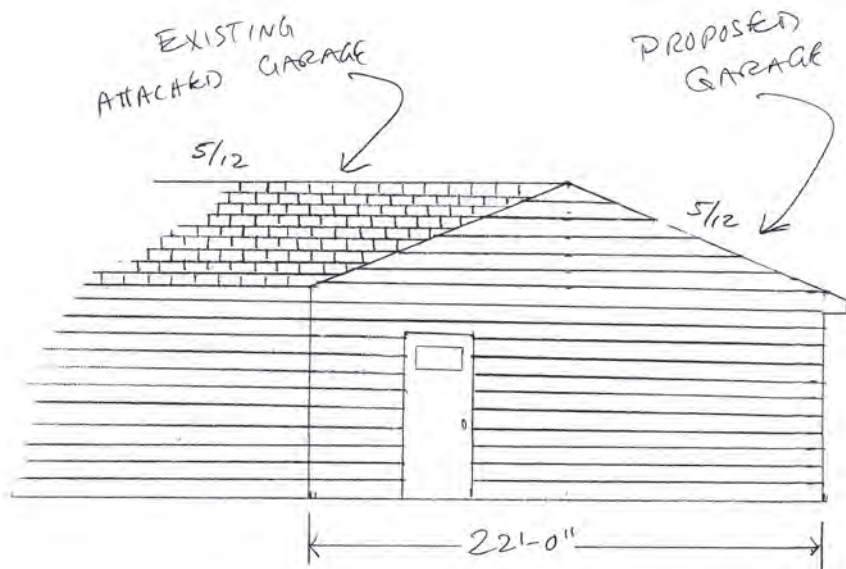 EXISTING
ATTACHED GARAGE
PROPOSED
GARAGE
5/12
5/12
22'-0"